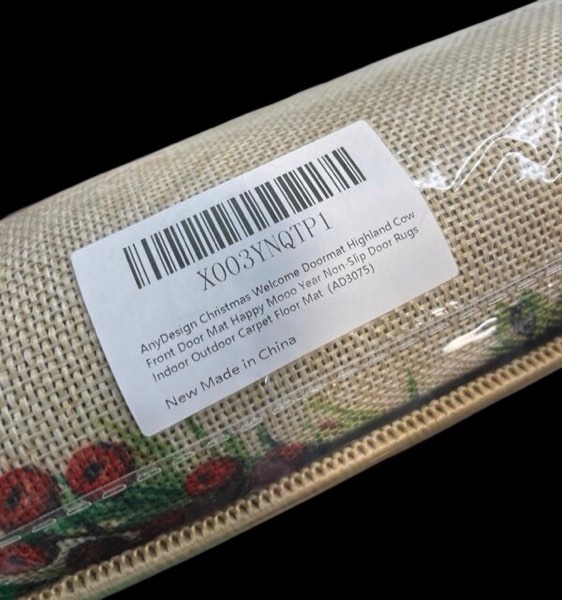 X003YNQTP1
AnyDesign Christmas Welcome Doormat Highland Cow
Front Door Mat Happy Mooo Year Non-Slip Door Rugs
Indoor Outdoor Carpet Floor Mat (AD3075)
New Made in China